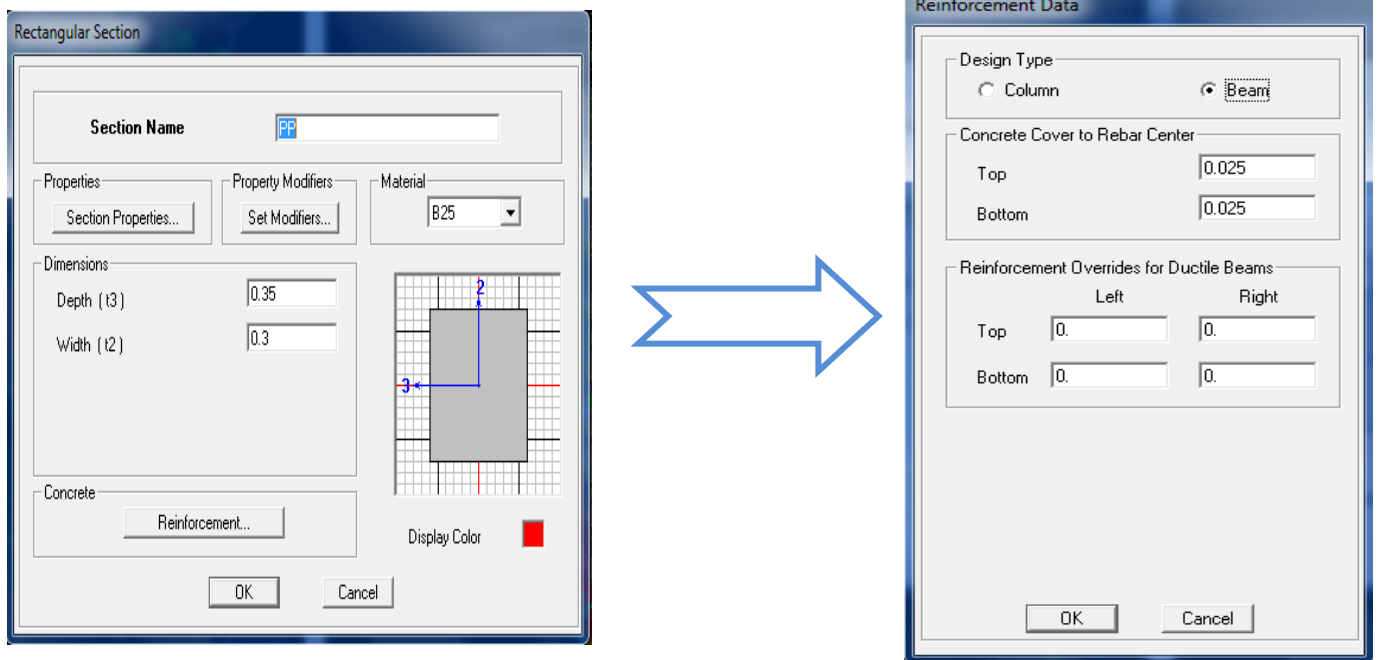 Rectangular Section
Section Name PP
Properties
Section Properties...
Property Modifiers
Set Modifiers...
Material
B25
Dimensions
Depth ( t3 ) 0.35
Width ( t2 ) 0.3
2
3
Concrete
Reinforcement...
Display Color
OK Cancel
Reinforcement Data
Design Type
Column Beam
Concrete Cover to Rebar Center
Top 0.025
Bottom 0.025
Reinforcement Overrides for Ductile Beams
Left Right
Top 0. 0.
Bottom 0. 0.
OK Cancel